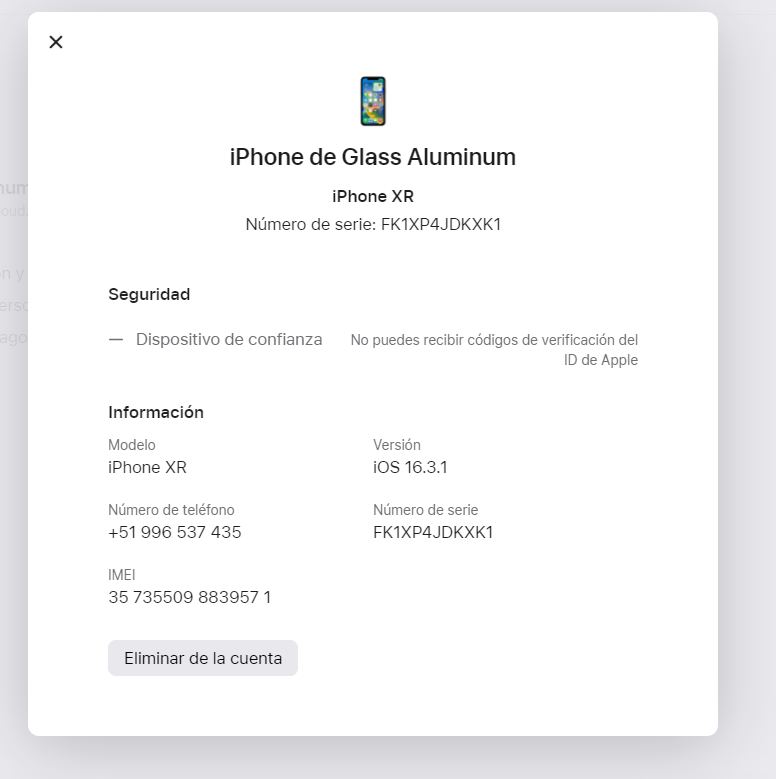 iPhone de Glass Aluminum
iPhone XR
Número de serie: FK1XP4JDKXK1
Seguridad
— Dispositivo de confianza
No puedes recibir códigos de verificación del
ID de Apple
Información
Modelo
iPhone XR
Versión
iOS 16.3.1
Número de teléfono
+51 996 537 435
Número de serie
FK1XP4JDKXK1
IMEI
35 735509 883957 1
Eliminar de la cuenta